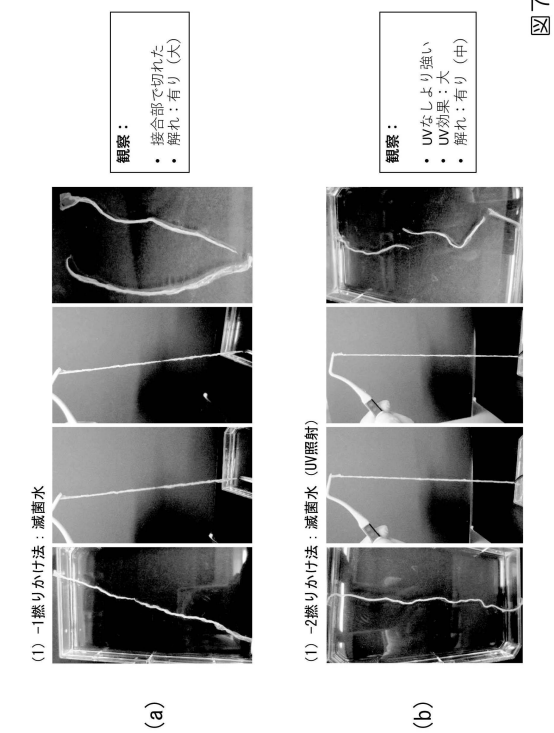 (a)
(1) -1撚りかけ法：滅菌水
観察：
• 接合部で切れた
• 解れ：有り（大）
(b)
(1) -2撚りかけ法：滅菌水（UV照射）
観察：
• UVなしより強い
• UV効果：大
• 解れ：有り（中）
図7